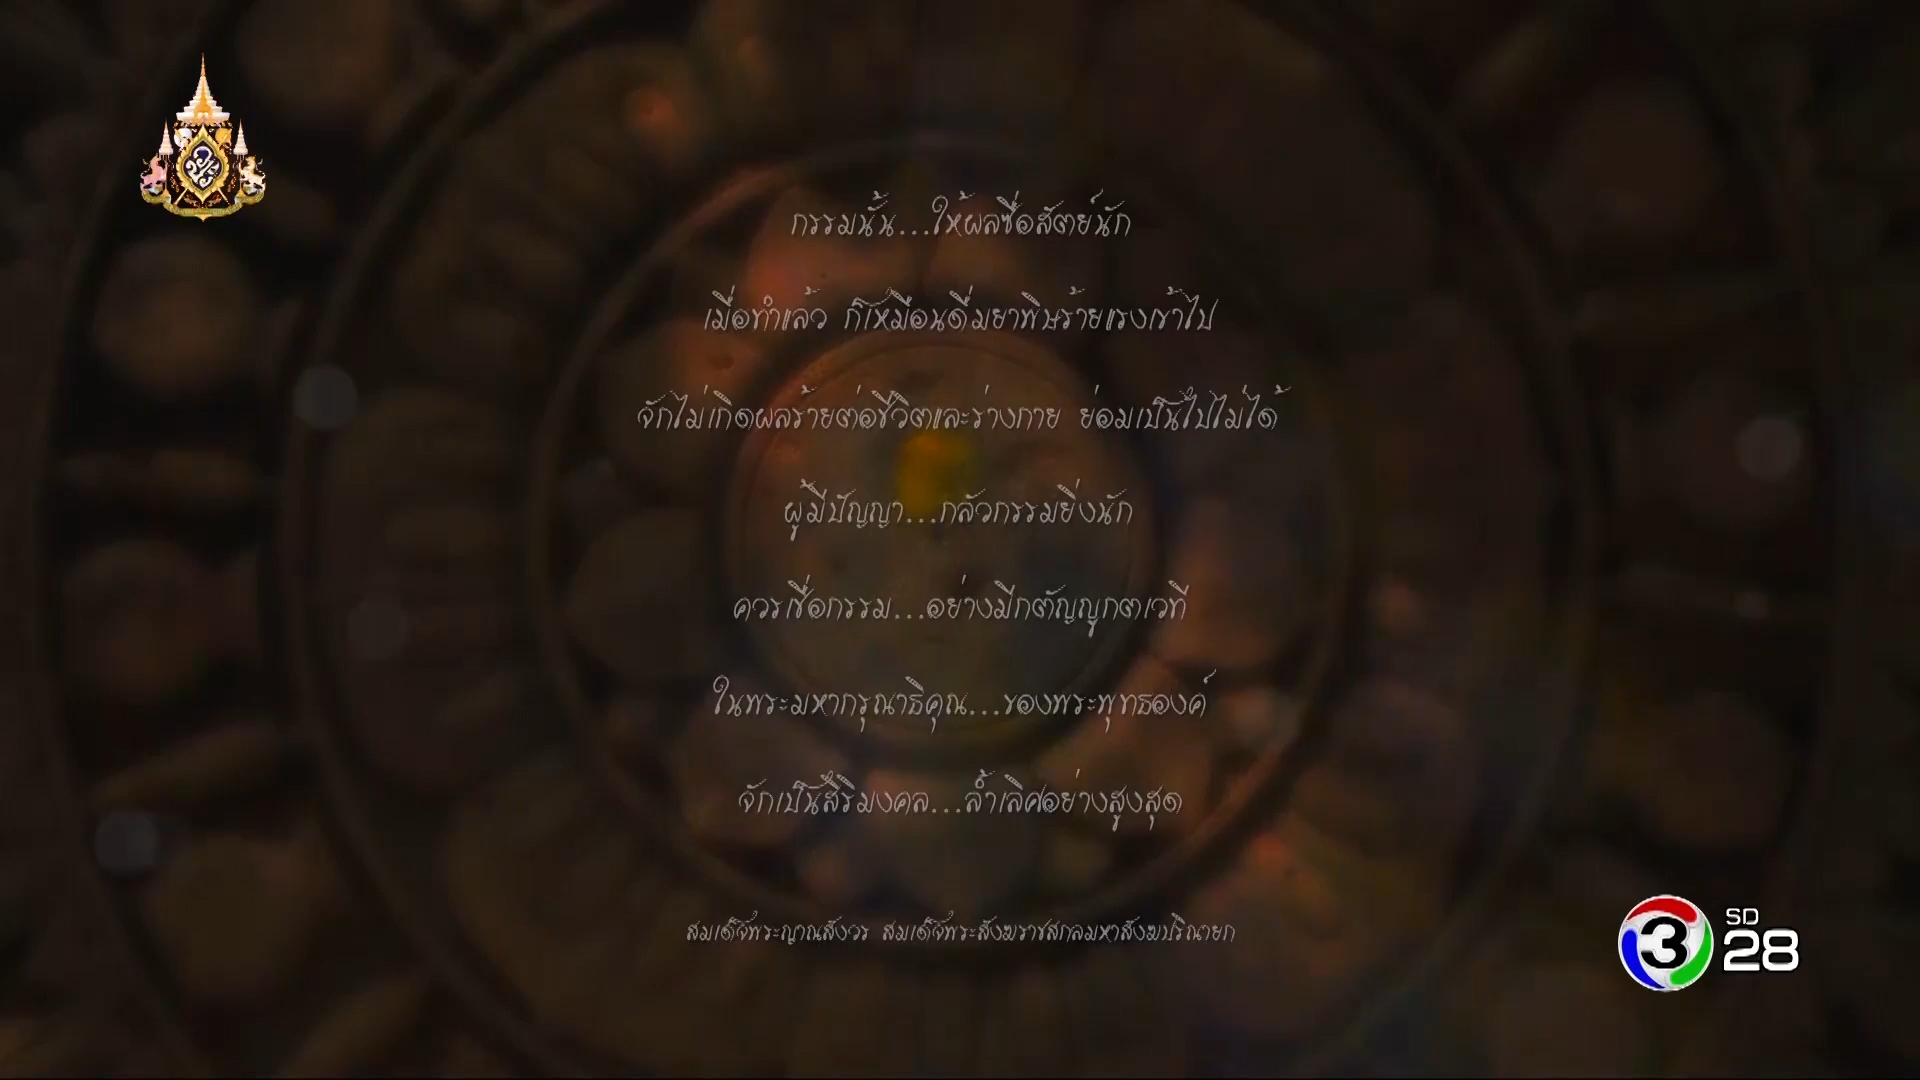 กรรมนั้น...ให้ผลซื่อสัตย์นัก
เมื่อทำแล้ว ก็เหมือนดื่มยาพิษร้ายแรงเข้าไป
จักไม่เกิดผลร้ายต่อชีวิตและร่างกาย ย่อมเป็นไปไม่ได้
ผู้มีปัญญา...กลัวกรรมยิ่งนัก
ควรเชื่อกรรม...อย่างมีกตัญญูกตเวที
ในพระมหากรุณาธิคุณ...ของพระพุทธองค์
จักเป็นสิริมงคล...ล้ำเลิศอย่างสูงสุด
สมเด็จพระญาณสังวร สมเด็จพระสังฆราชสกลมหาสังฆปริณายก
3 SD 28